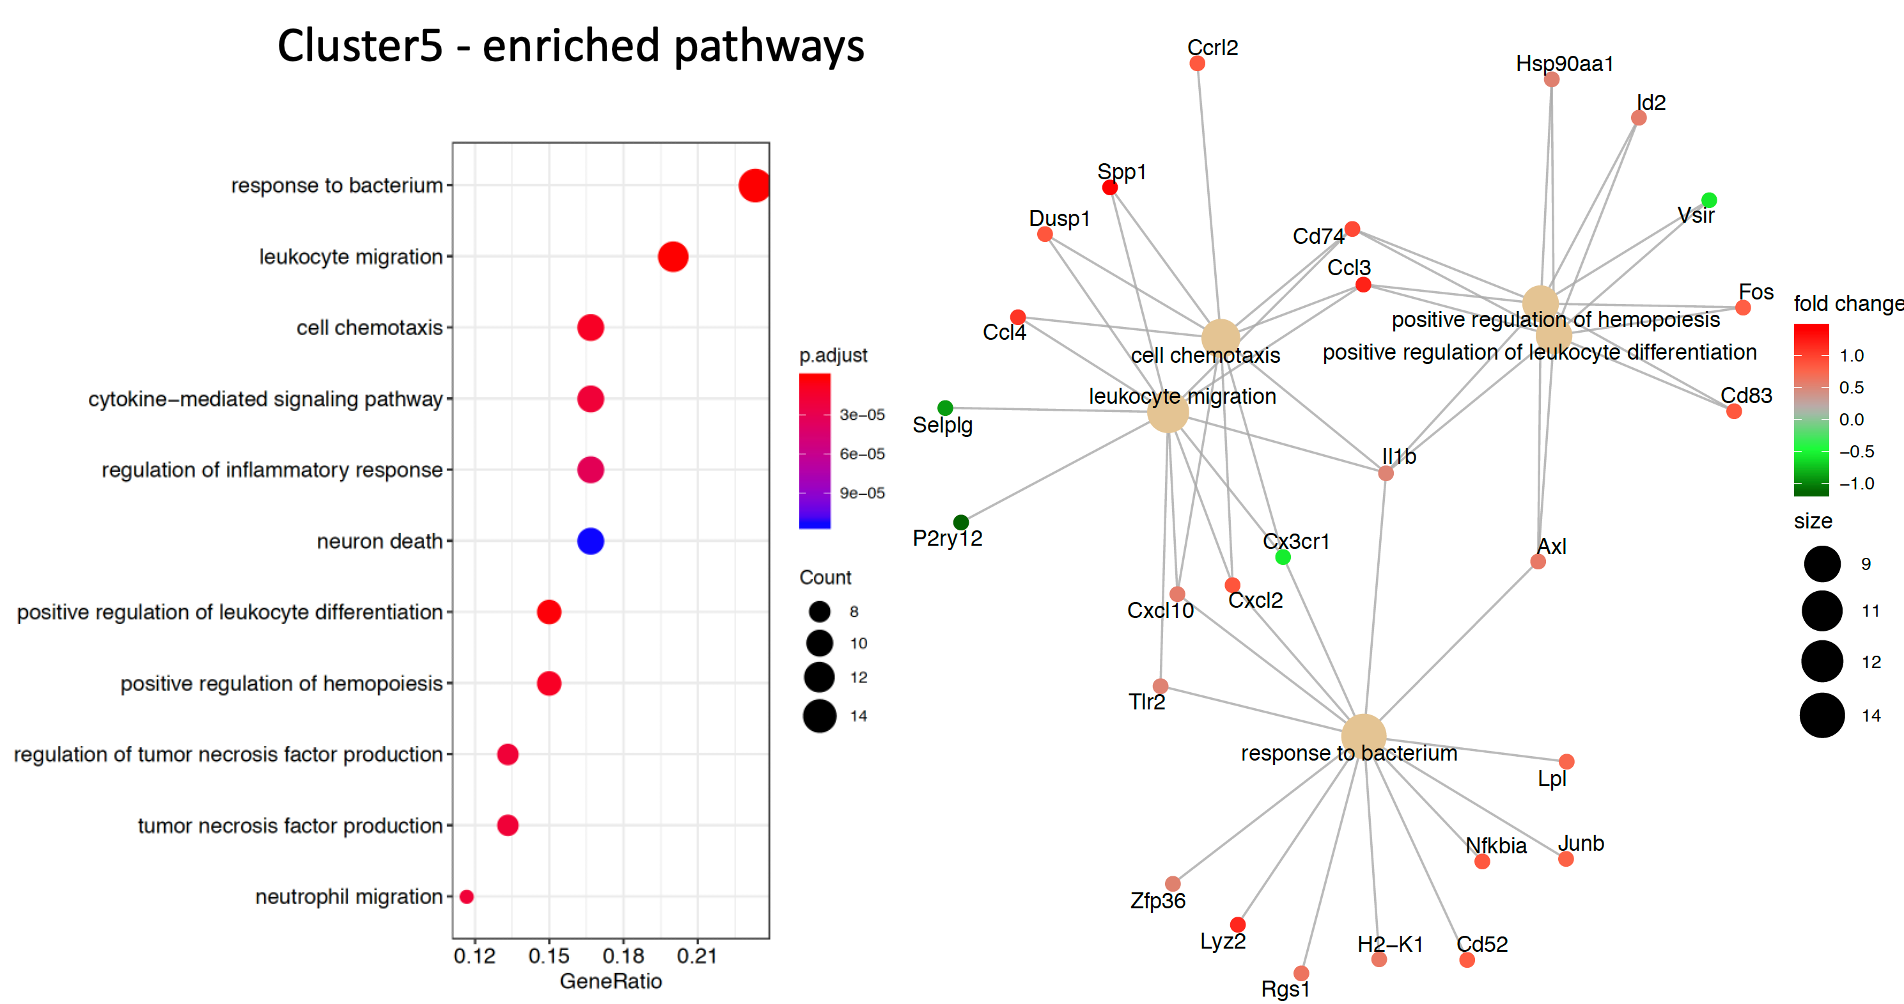 Cluster5 - enriched pathways
response to bacterium
leukocyte migration
cell chemotaxis
cytokine−mediated signaling pathway
regulation of inflammatory response
neuron death
positive regulation of leukocyte differentiation
positive regulation of hemopoiesis
regulation of tumor necrosis factor production
tumor necrosis factor production
neutrophil migration
0.12 0.15 0.18 0.21
GeneRatio
p.adjust
3e−05
6e−05
9e−05
Count
8
10
12
14
Ccrl2
Hsp90aa1
Id2
Spp1
Dusp1
Vsir
Cd74
Ccl3
Fos
Ccl4
positive regulation of hemopoiesis
cell chemotaxis
positive regulation of leukocyte differentiation
leukocyte migration
Cd83
Selplg
Il1b
P2ry12
Cx3cr1
Axl
Cxcl10
Cxcl2
Tlr2
response to bacterium
Lpl
Nfkbia
Junb
Zfp36
Lyz2
H2−K1
Cd52
Rgs1
fold change
1.0
0.5
0.0
−0.5
−1.0
size
9
11
12
14